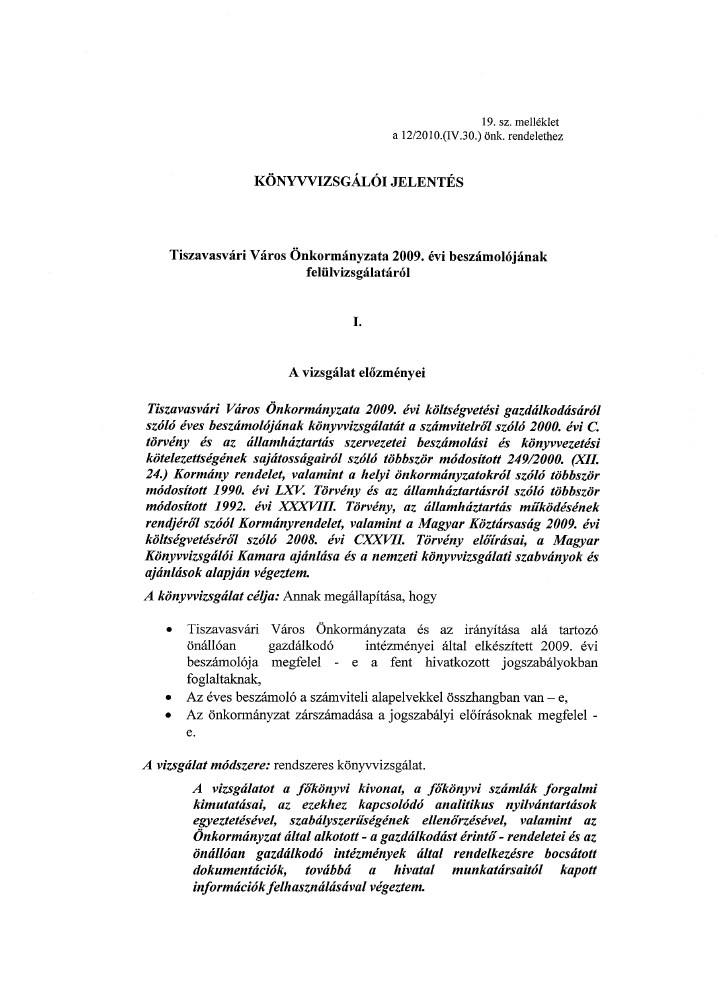 19. sz. melléklet
a 12/2010.(IV.30.) önk. rendelethez
KÖNYVVIZSGÁLÓI JELENTÉS
Tiszavasvári Város Önkormányzata 2009. évi beszámolójának
felülvizsgálatáról
I.
A vizsgálat előzményei
Tiszavasvári Város Önkormányzata 2009. évi költségvetési gazdálkodásáról
szóló éves beszámolójának könyvvizsgálatát a számvitelről szóló 2000. évi C.
törvény és az államháztartás szervezetei beszámolási és könyvvezetési
kötelezettségének sajátosságairól szóló többször módosított 249/2000. (XII.
24.) Kormány rendelet, valamint a helyi önkormányzatokról szóló többször
módosított 1990. évi LXV. Törvény és az államháztartásról szóló többször
módosított 1992. évi XXXVIII. Törvény, az államháztartás működésének
rendjéről szóól Kormányrendelet, valamint a Magyar Köztársaság 2009. évi
költségvetéséről szóló 2008. évi CXXVII. Törvény előírásai, a Magyar
Könyvvizsgálói Kamara ajánlása és a nemzeti könyvvizsgálati szabványok és
ajánlások alapján végeztem.
A könyvvizsgálat célja: Annak megállapítása, hogy
• Tiszavasvári Város Önkormányzata és az irányítása alá tartozó
önállóan gazdálkodó intézményei által elkészített 2009. évi
beszámolója megfelel - e a fent hivatkozott jogszabályokban
foglaltaknak,
• Az éves beszámoló a számviteli alapelvekkel összhangban van – e,
• Az önkormányzat zárszámadása a jogszabályi előírásoknak megfelel -
e.
A vizsgálat módszere: rendszeres könyvvizsgálat.
A vizsgálatot a főkönyvi kivonat, a főkönyvi számlák forgalmi
kimutatásai, az ezekhez kapcsolódó analitikus nyilvántartások
egyeztetésével, szabályszerűségének ellenőrzésével, valamint az
Önkormányzat által alkotott - a gazdálkodást érintő - rendeletei és az
önállóan gazdálkodó intézmények által rendelkezésre bocsátott
dokumentációk, továbbá a hivatal munkatársaitól kapott
információk felhasználásával végeztem.